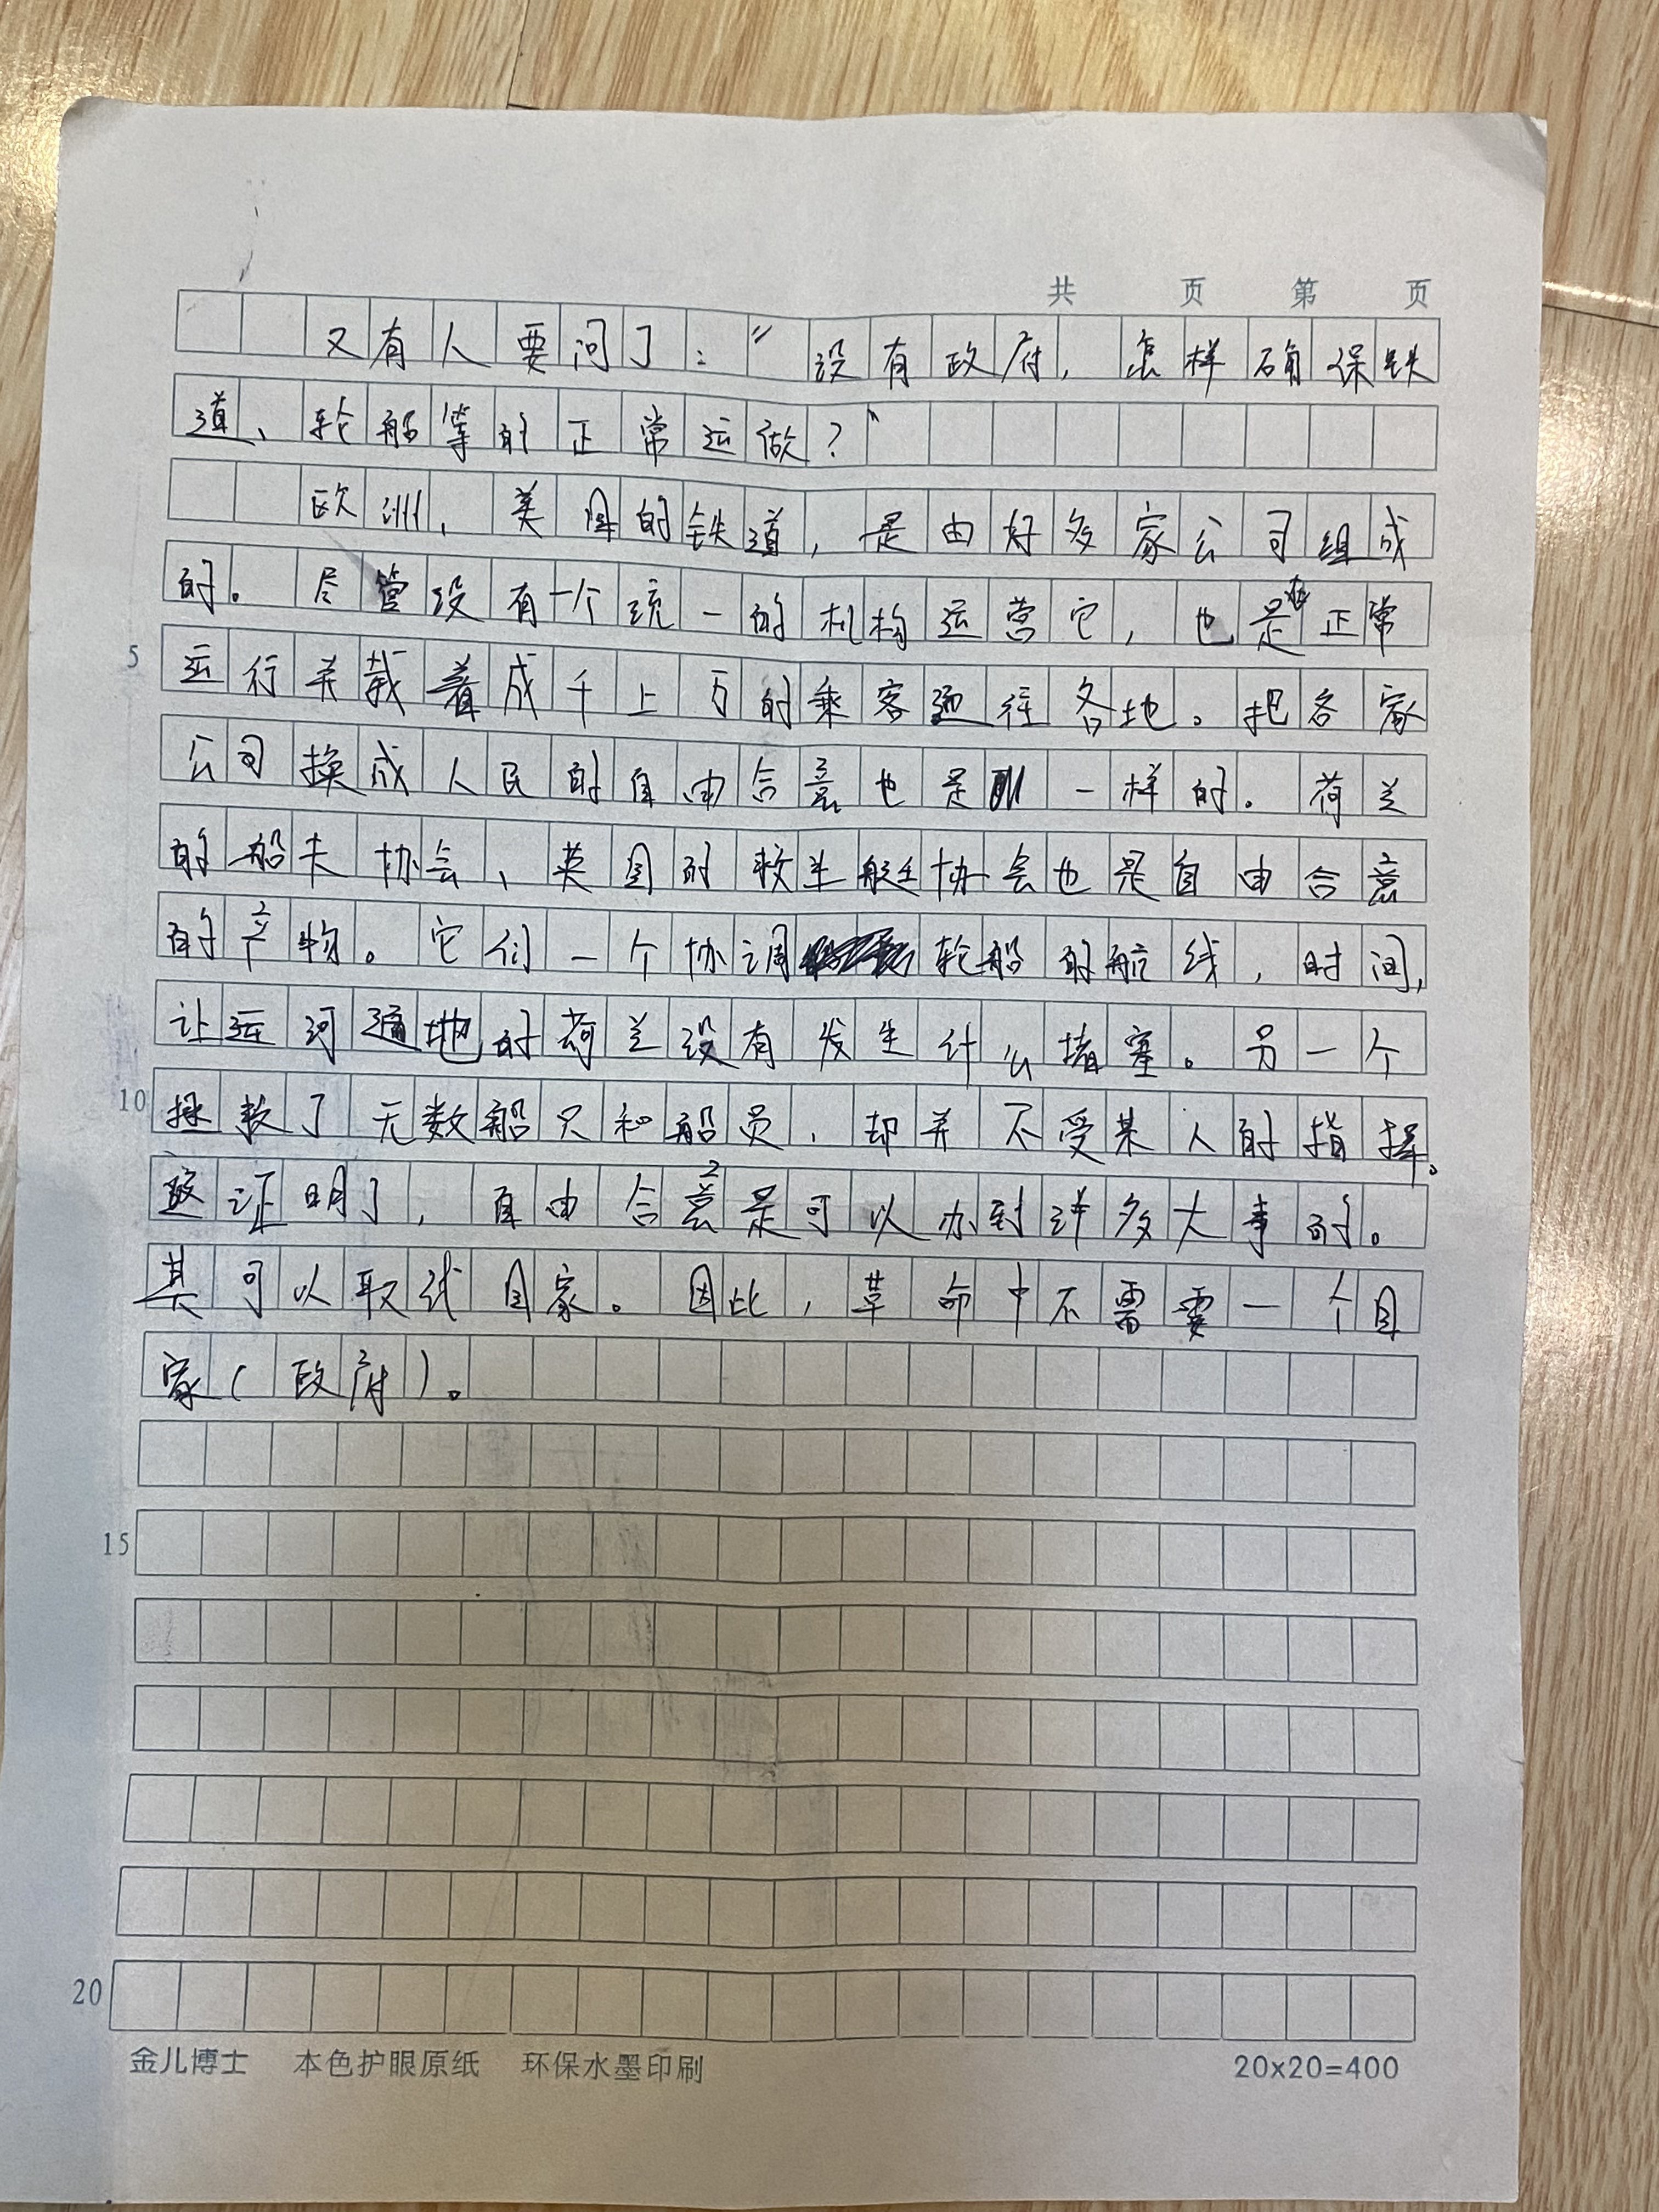 共 页 第 页
又有人要问了：“没有政府，怎样确保铁
道、轮船等的正常运做？”
欧洲、美国的铁道，是由好多家公司组成
的。尽管没有一个统一的机构运营它，也是在正常
5 运行并载着成千上万的乘客通往各地。把各家
公司换成人民的自由合意也是一样的。荷兰
的船夫协会、英国的救生艇协会也是自由合意
的产物。它们一个协调轮船的航线，时间，
让运河遍地的荷兰没有发生什么堵塞。另一个
10 拯救了无数船只和船员，却并不受某人的指挥。
这证明了，自由合意是可以办到许多大事的。
其可以取代国家。因此，革命中不需要一个国
家（政府）。
15
20
金儿博士 本色护眼原纸 环保水墨印刷 20x20=400